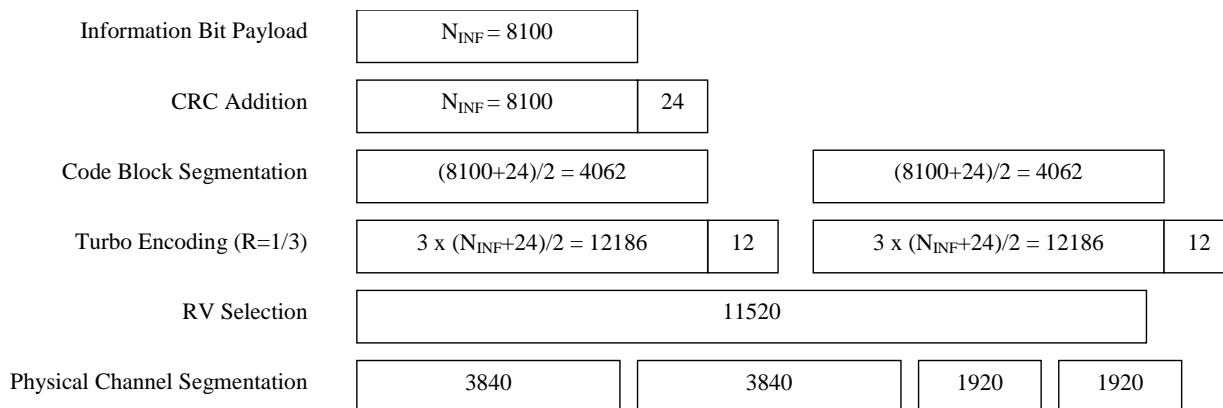 Information Bit Payload N_INF = 8100
CRC Addition N_INF = 8100 24
Code Block Segmentation (8100+24)/2 = 4062 (8100+24)/2 = 4062
Turbo Encoding (R=1/3) 3 x (N_INF+24)/2 = 12186 12 3 x (N_INF+24)/2 = 12186 12
RV Selection 11520
Physical Channel Segmentation 3840 3840 1920 1920